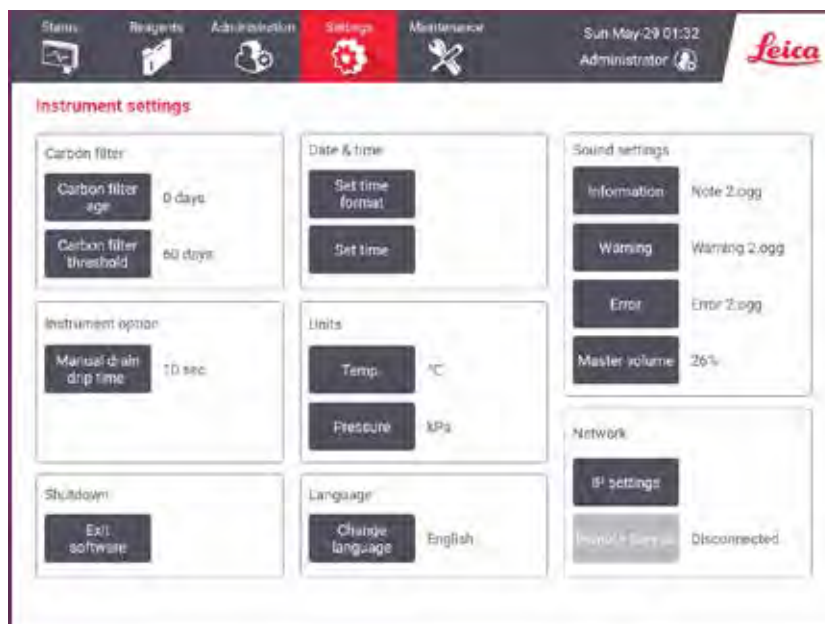 Status
Reagents
Administration
Settings
Maintenance
Sun May-29 01:32
Administrator
Leica
Instrument settings
Carbon filter
Carbon filter
age
0 days
Carbon filter
threshold
60 days
Date & time
Set time
format
Set time
Sound settings
Information
Note 2.ogg
Warning
Warning 2.ogg
Error
Error 2.ogg
Master volume
26%
Instrument option
Manual drain
drip time
10 sec
Units
Temp.
°C
Pressure
kPa
Network
IP settings
Disconnected
Shutdown
Exit
software
Language
Change
language
English